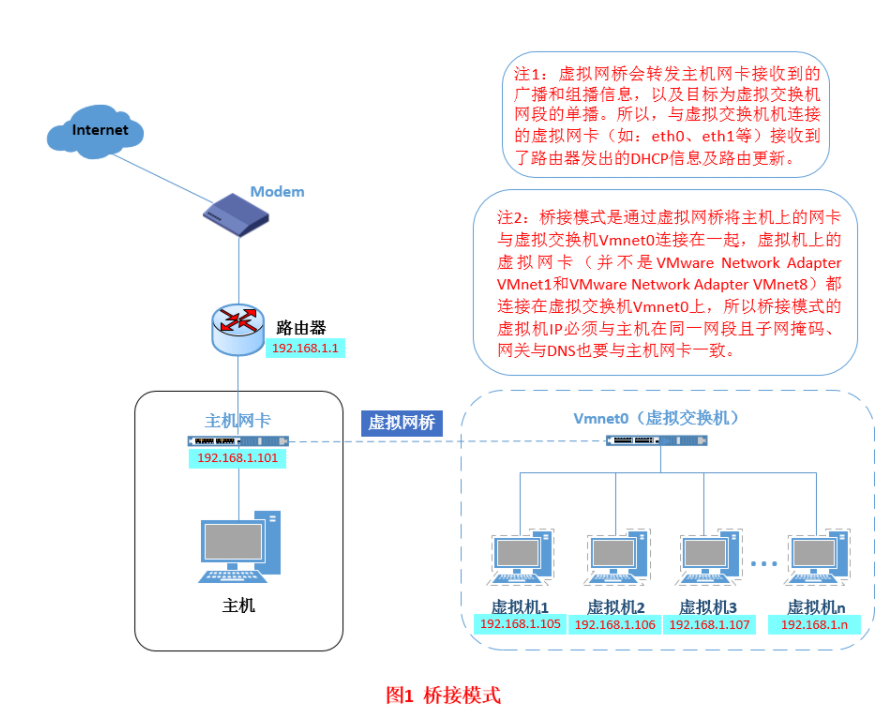 Internet
Modem
路由器
192.168.1.1
注1：虚拟网桥会转发主机网卡接收到的
广播和组播信息，以及目标为虚拟交换机
网段的单播。所以，与虚拟交换机机连接
的虚拟网卡（如：eth0、eth1等）接收到
了路由器发出的DHCP信息及路由更新。
注2：桥接模式是通过虚拟网桥将主机上的网卡
与虚拟交换机Vmnet0连接在一起，虚拟机上的
虚拟网卡（并不是VMware Network Adapter
VMnet1和VMware Network Adapter VMnet8）都
连接在虚拟交换机Vmnet0上，所以桥接模式的
虚拟机IP必须与主机在同一网段且子网掩码、
网关与DNS也要与主机网卡一致。
主机网卡
192.168.1.101
主机
虚拟网桥
Vmnet0（虚拟交换机）
虚拟机1
192.168.1.105
虚拟机2
192.168.1.106
虚拟机3
192.168.1.107
虚拟机n
192.168.1.n
图1 桥接模式